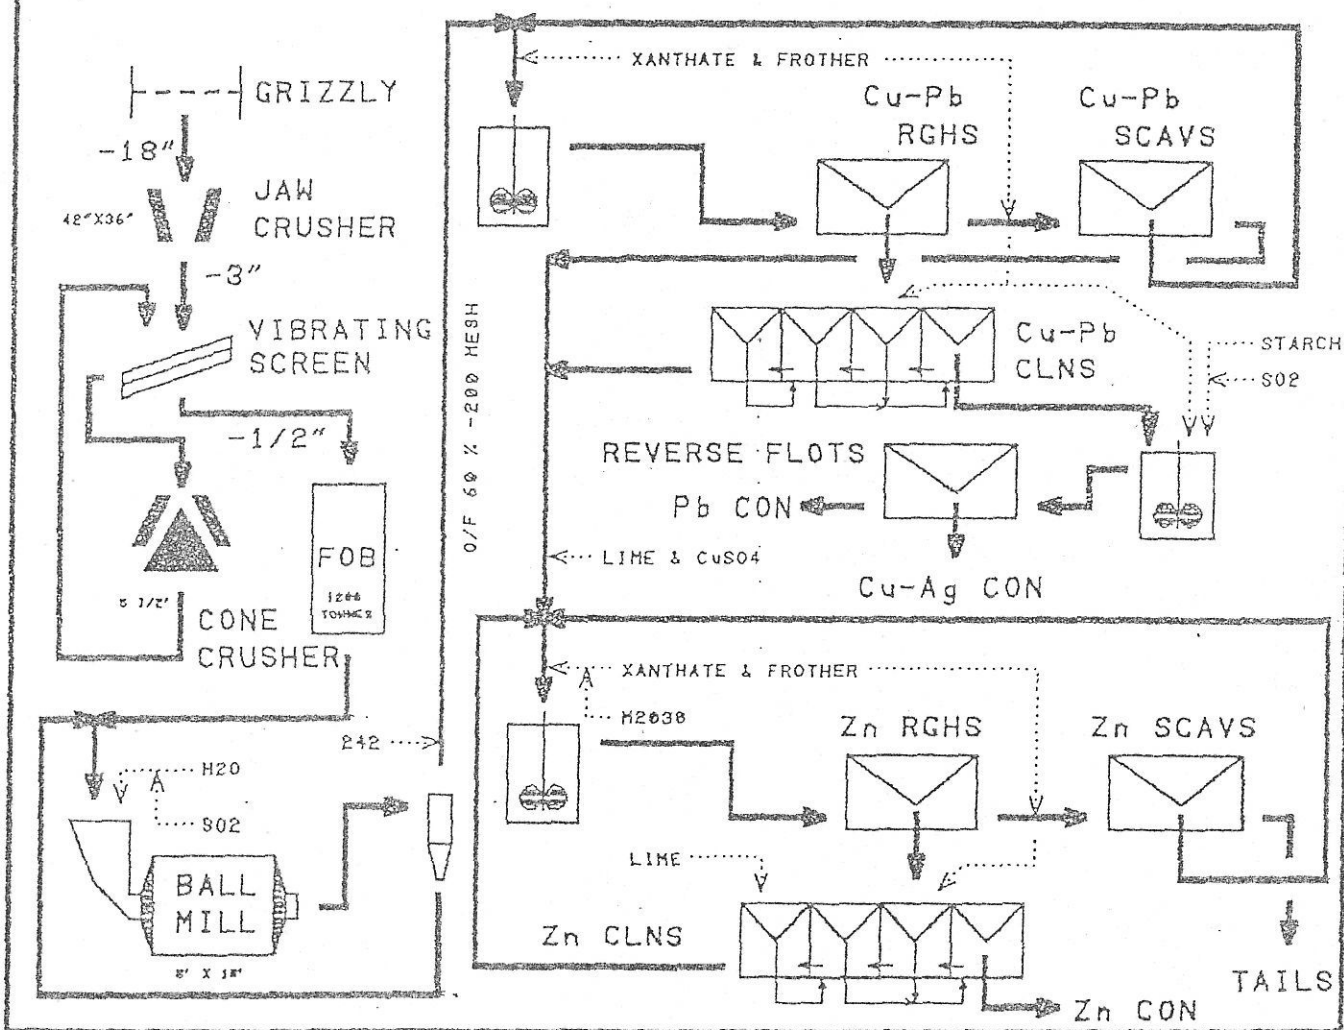 GRIZZLY
-18"
42"X36"
JAW
CRUSHER
-3"
VIBRATING
SCREEN
-1/2"
FOB
TONNES
CONE
CRUSHER
242
H2O
SO2
BALL
MILL
O/F 60 % -200 MESH
XANTHATE & FROTHER
Cu-Pb
RGHS
Cu-Pb
SCAVS
Cu-Pb
CLNS
STARCH
SO2
REVERSE FLOTS
Pb CON
Cu-Ag CON
LIME & CuSO4
XANTHATE & FROTHER
M2030
Zn RGHS
Zn SCAVS
LIME
Zn CLNS
Zn CON
TAILS